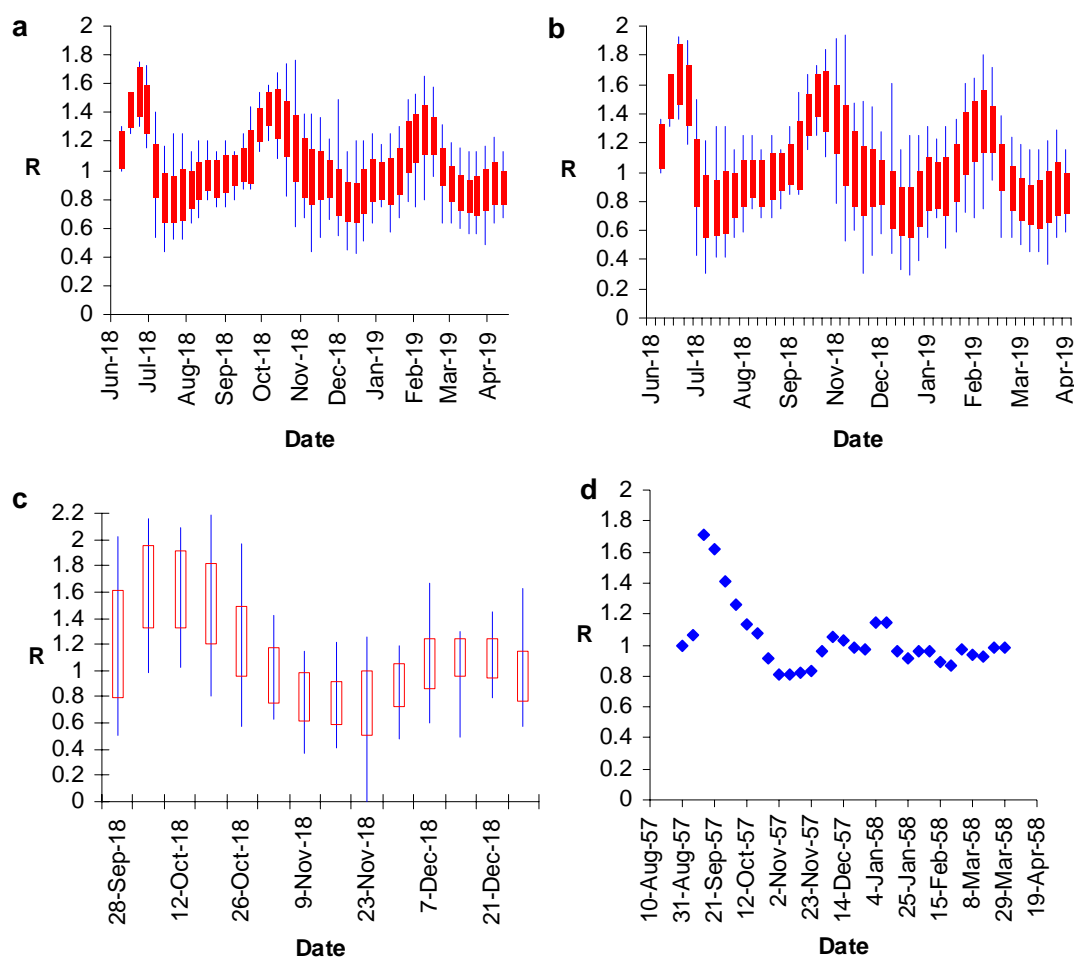 a
2
1.8
1.6
1.4
1.2
1
0.8
0.6
0.4
0.2
0
R
Jun-18
Jul-18
Aug-18
Sep-18
Oct-18
Nov-18
Dec-18
Jan-19
Feb-19
Mar-19
Apr-19
Date
b
2
1.8
1.6
1.4
1.2
1
0.8
0.6
0.4
0.2
0
R
Jun-18
Jul-18
Aug-18
Sep-18
Oct-18
Nov-18
Dec-18
Jan-19
Feb-19
Mar-19
Apr-19
Date
c
2.2
2
1.8
1.6
1.4
1.2
1
0.8
0.6
0.4
0.2
0
R
28-Sep-18
12-Oct-18
26-Oct-18
9-Nov-18
23-Nov-18
7-Dec-18
21-Dec-18
Date
d
2
1.8
1.6
1.4
1.2
1
0.8
0.6
0.4
0.2
0
R
10-Aug-57
31-Aug-57
21-Sep-57
12-Oct-57
2-Nov-57
23-Nov-57
14-Dec-57
4-Jan-58
25-Jan-58
15-Feb-58
8-Mar-58
29-Mar-58
19-Apr-58
Date